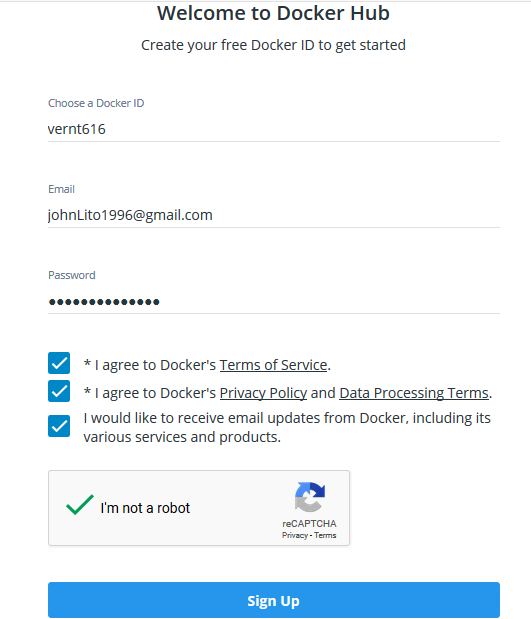 Welcome to Docker Hub
Create your free Docker ID to get started
Choose a Docker ID
vernt616
Email
johnLito1996@gmail.com
Password
••••••••••••••
* I agree to Docker's Terms of Service.
* I agree to Docker's Privacy Policy and Data Processing Terms.
I would like to receive email updates from Docker, including its
various services and products.
I'm not a robot
reCAPTCHA
Privacy - Terms
Sign Up